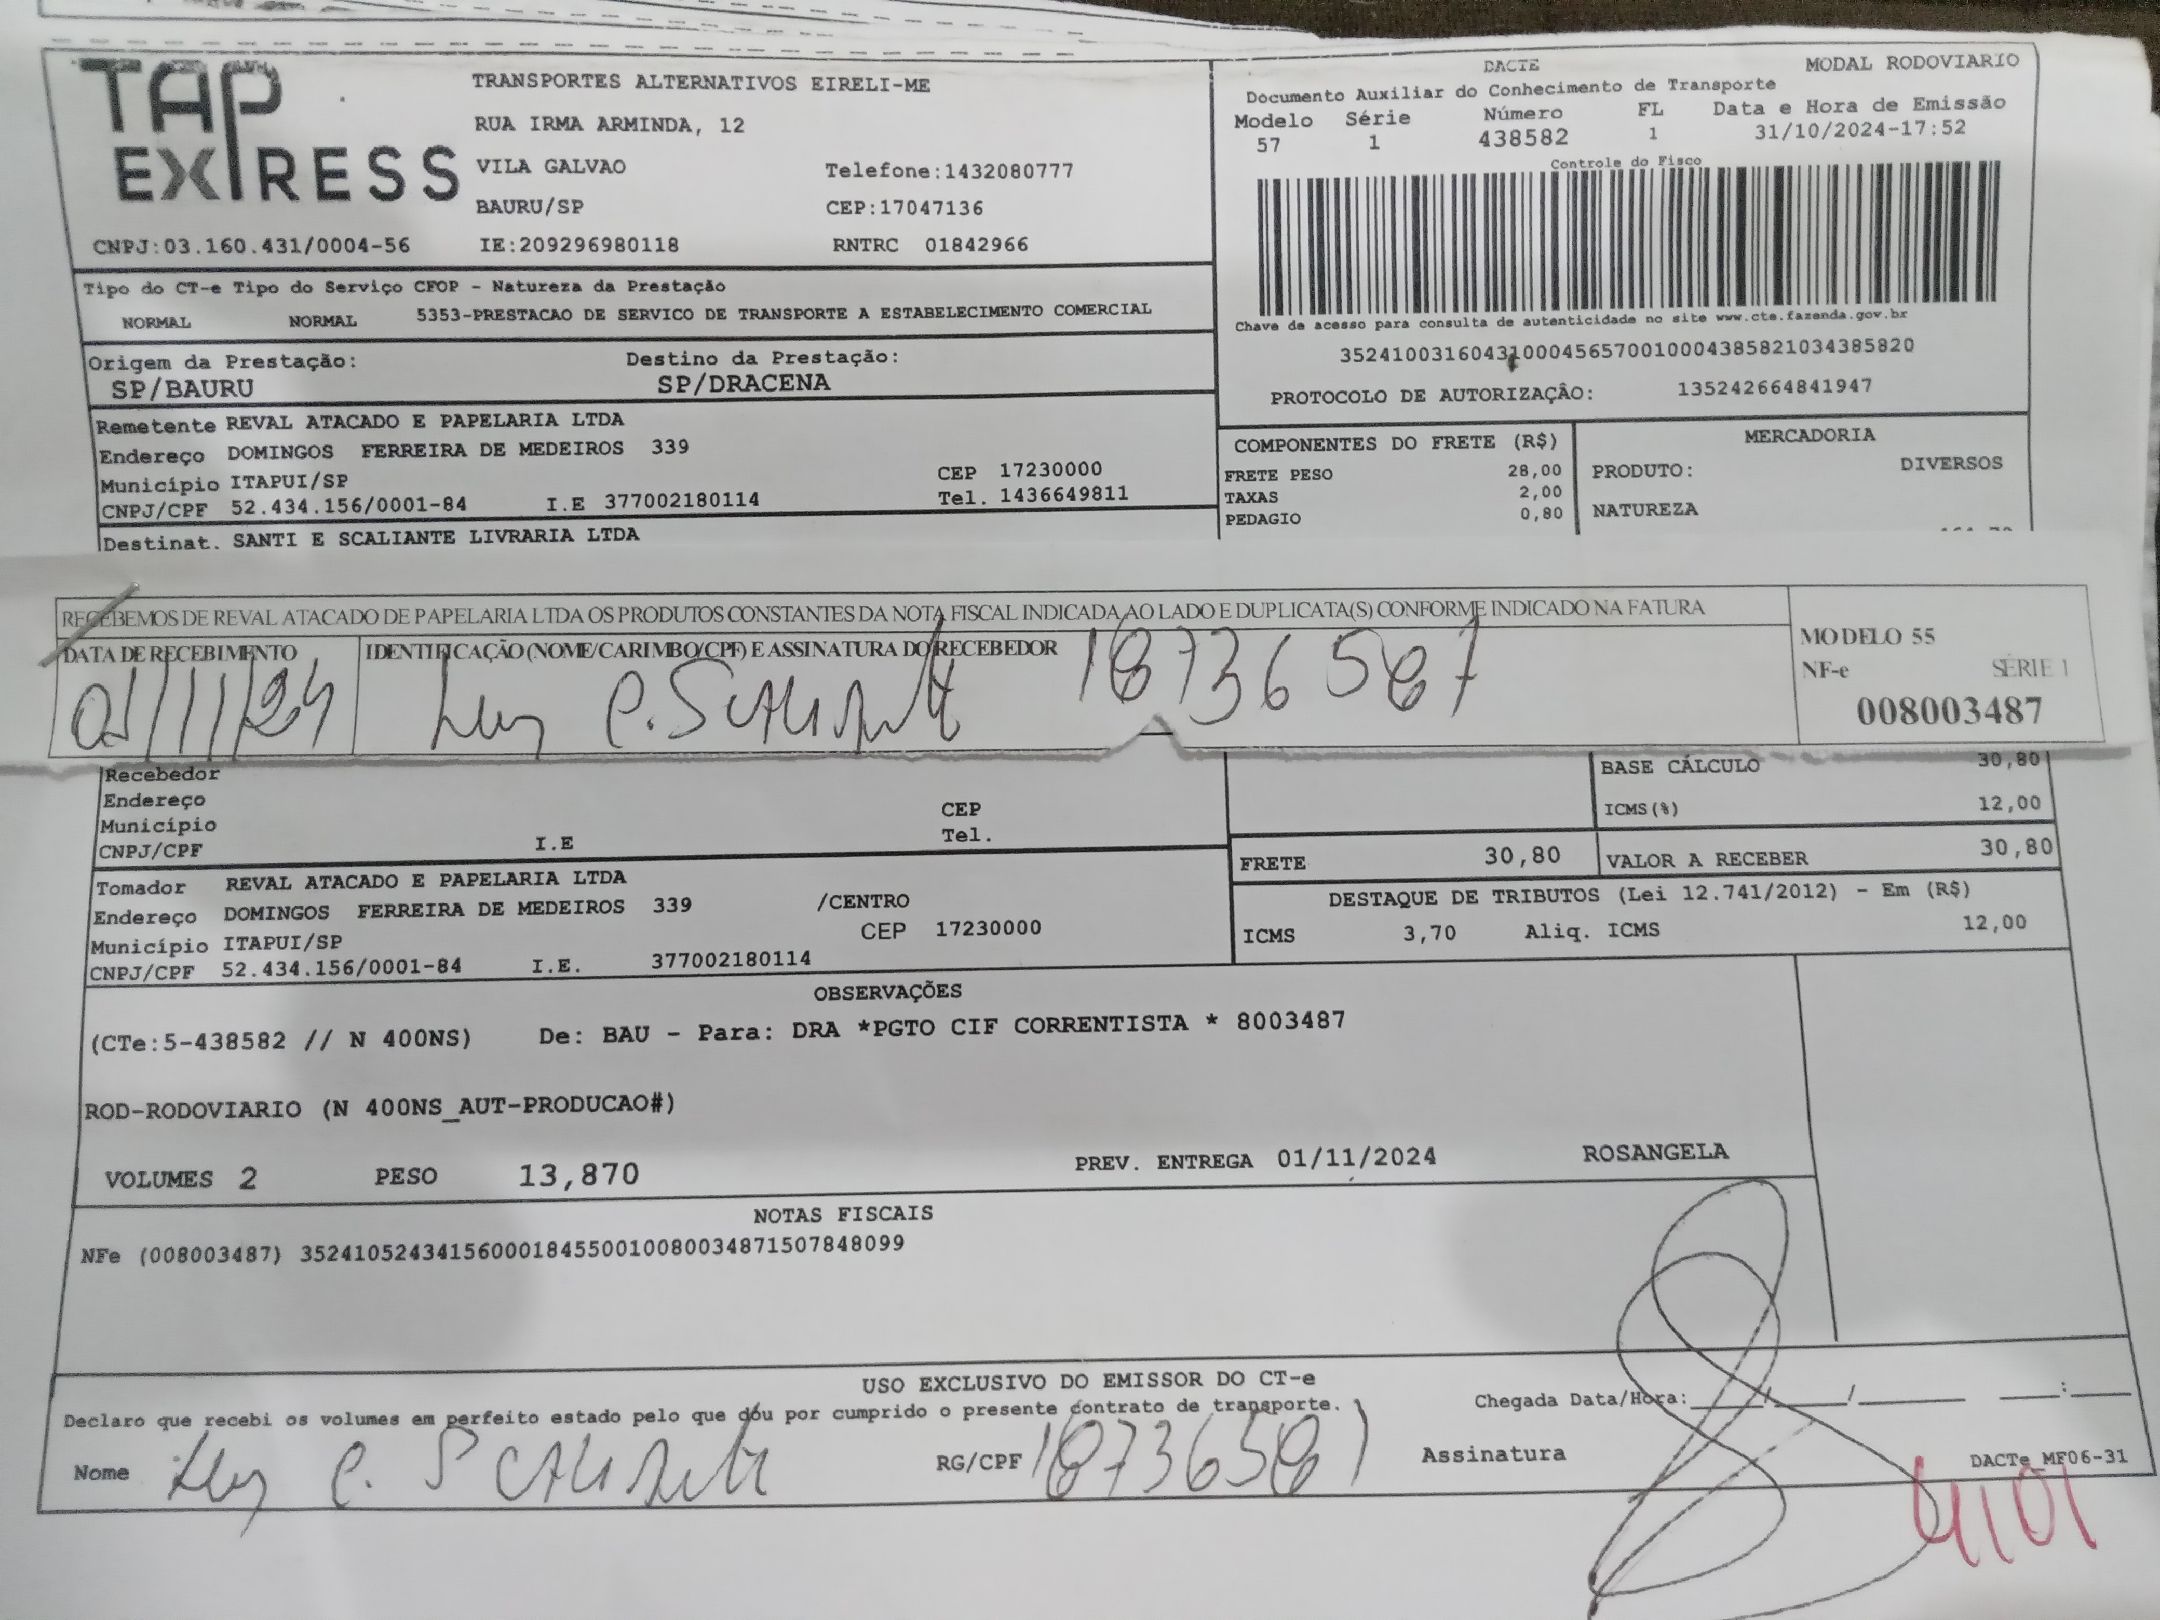 TAP EXPRESS
TRANSPORTES ALTERNATIVOS EIRELI-ME
RUA IRMA ARMINDA, 12
VILA GALVAO Telefone:1432080777
BAURU/SP CEP:17047136
CNPJ:03.160.431/0004-56 IE:209296980118 RNTRC 01842966
DACTE MODAL RODOVIARIO
Documento Auxiliar do Conhecimento de Transporte
Modelo Série Número FL Data e Hora de Emissão
57 1 438582 1 31/10/2024-17:52
Controle do Fisco
Chave de acesso para consulta de autenticidade no site www.cte.fazenda.gov.br
35241003160431000456570010004385821034385820
PROTOCOLO DE AUTORIZAÇÂO: 135242664841947
Tipo do CT-e Tipo do Serviço CFOP - Natureza da Prestação
NORMAL NORMAL 5353-PRESTACAO DE SERVICO DE TRANSPORTE A ESTABELECIMENTO COMERCIAL
Origem da Prestação: Destino da Prestação:
SP/BAURU SP/DRACENA
Remetente REVAL ATACADO E PAPELARIA LTDA
Endereço DOMINGOS FERREIRA DE MEDEIROS 339
Município ITAPUI/SP CEP 17230000
CNPJ/CPF 52.434.156/0001-84 I.E 377002180114 Tel. 1436649811
Destinat. SANTI E SCALIANTE LIVRARIA LTDA
COMPONENTES DO FRETE (R$) MERCADORIA
FRETE PESO 28,00 PRODUTO: DIVERSOS
TAXAS 2,00
PEDAGIO 0,80 NATUREZA
RECEBEMOS DE REVAL ATACADO DE PAPELARIA LTDA OS PRODUTOS CONSTANTES DA NOTA FISCAL INDICADA AO LADO E DUPLICATA(S) CONFORME INDICADO NA FATURA
DATA DE RECEBIMENTO IDENTIFICAÇÃO (NOME/CARIMBO/CPF) E ASSINATURA DO RECEBEDOR
18736587
MODELO 55
NF-e SÉRIE 1
008003487
Recebedor
Endereço CEP
Município Tel.
CNPJ/CPF I.E
BASE CÁLCULO 30,80
ICMS(%) 12,00
FRETE 30,80 VALOR A RECEBER 30,80
Tomador REVAL ATACADO E PAPELARIA LTDA
Endereço DOMINGOS FERREIRA DE MEDEIROS 339 /CENTRO
Município ITAPUI/SP CEP 17230000
CNPJ/CPF 52.434.156/0001-84 I.E. 377002180114
DESTAQUE DE TRIBUTOS (Lei 12.741/2012) - Em (R$)
ICMS 3,70 Aliq. ICMS 12,00
OBSERVAÇÕES
(CTe:5-438582 // N 400NS) De: BAU - Para: DRA *PGTO CIF CORRENTISTA * 8003487
ROD-RODOVIARIO (N 400NS_AUT-PRODUCAO#)
VOLUMES 2 PESO 13,870 PREV. ENTREGA 01/11/2024 ROSANGELA
NOTAS FISCAIS
NFe (008003487) 35241052434156000184550010080034871507848099
USO EXCLUSIVO DO EMISSOR DO CT-e
Declaro que recebi os volumes em perfeito estado pelo que dou por cumprido o presente contrato de transporte.
Chegada Data/Hora:____/____/______ ___:____
Nome RG/CPF 18736587 Assinatura
DACTe_MF06-31